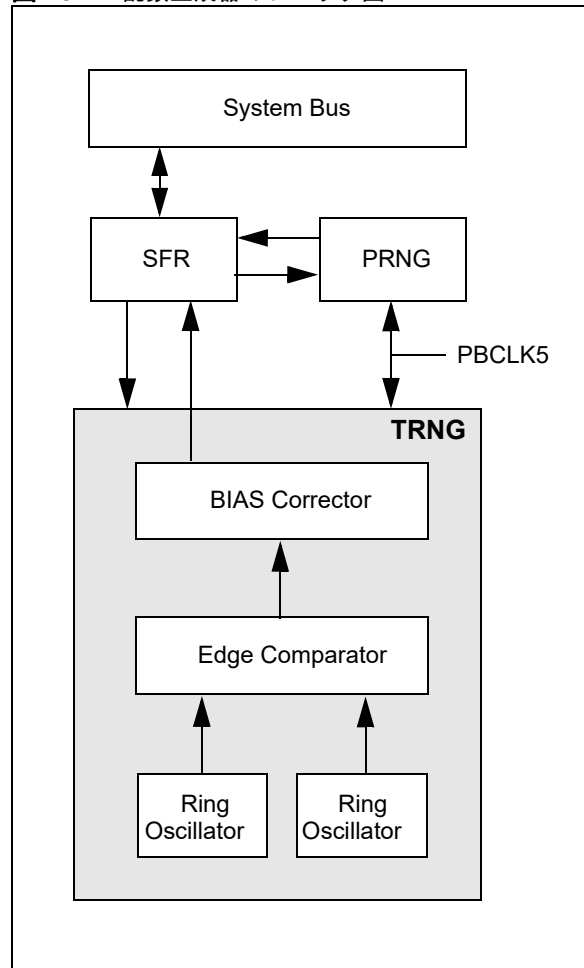 System Bus
SFR
PRNG
PBCLK5
TRNG
BIAS Corrector
Edge Comparator
Ring
Oscillator
Ring
Oscillator